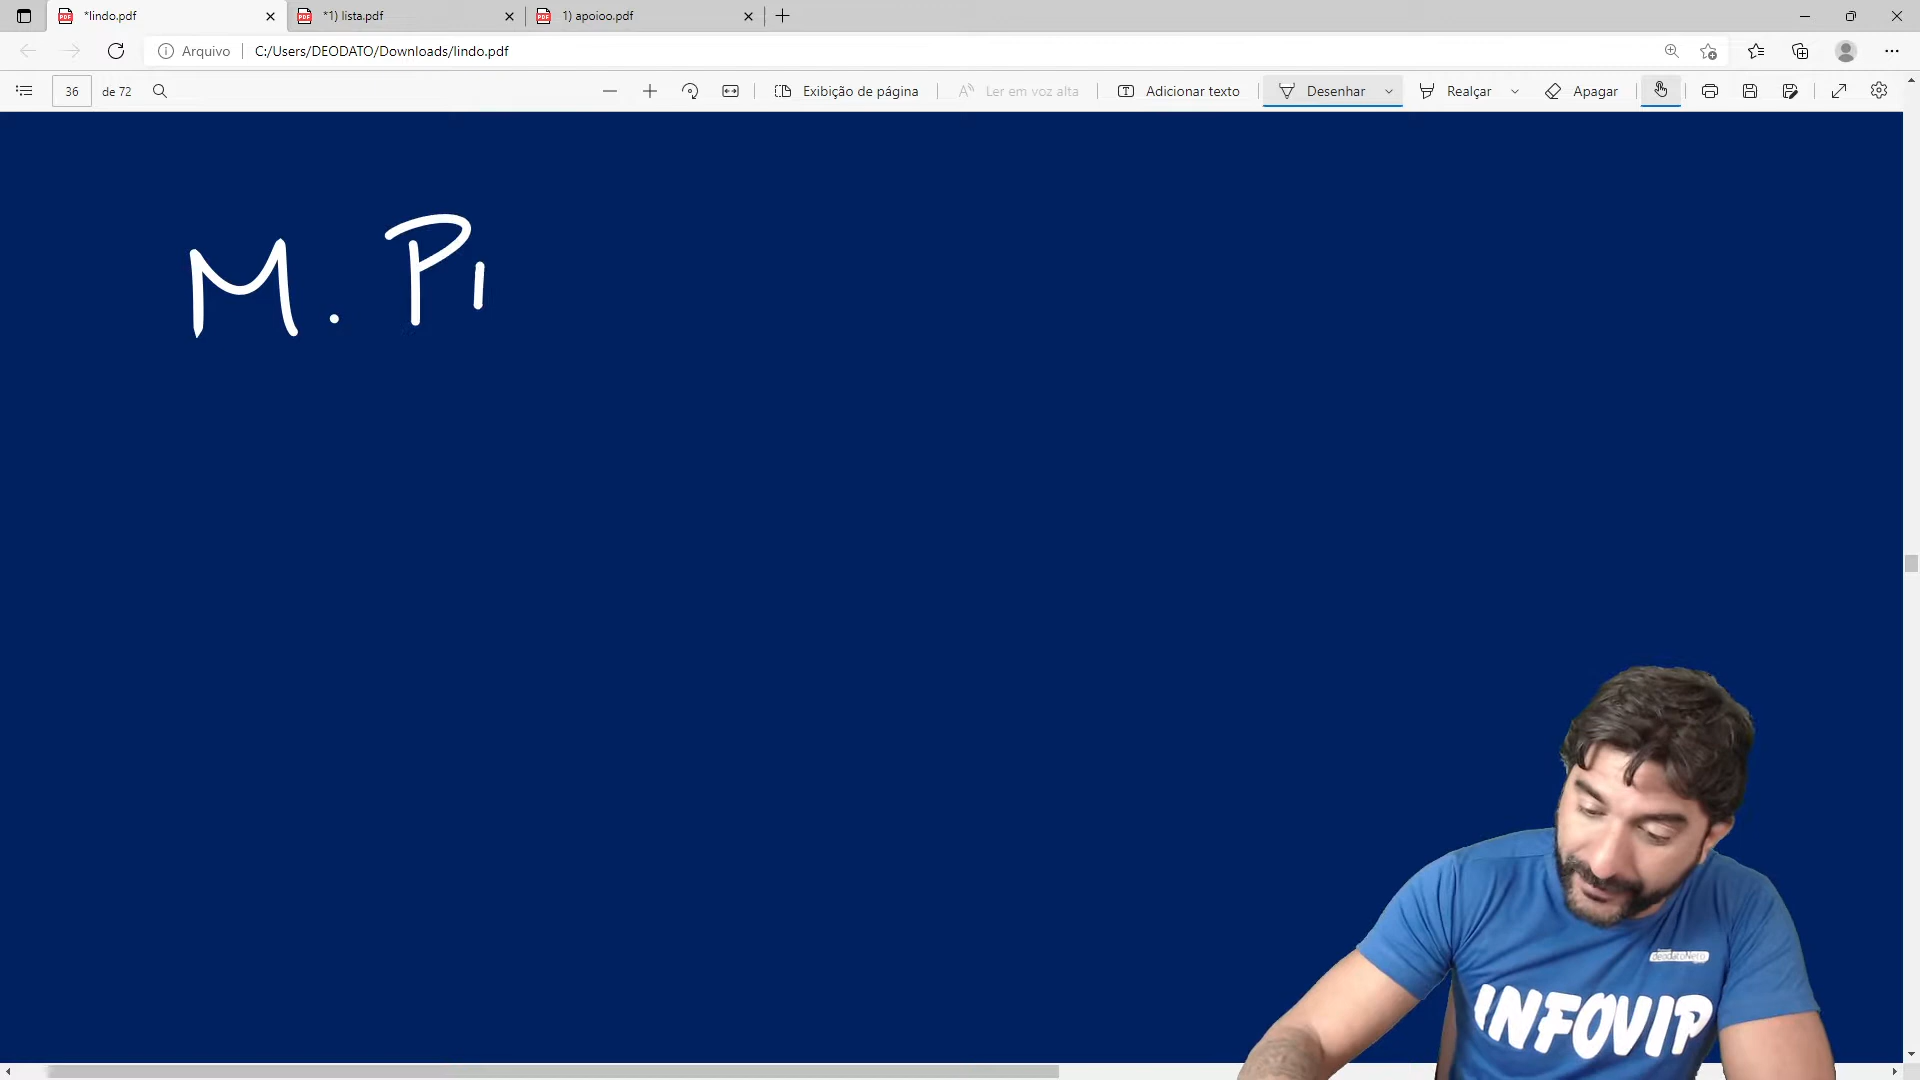 *lindo.pdf
*1) lista.pdf
1) apoioo.pdf
Arquivo
C:/Users/DEODATO/Downloads/lindo.pdf
36 de 72
Exibição de página
Ler em voz alta
Adicionar texto
Desenhar
Realçar
Apagar
M. Pi
DeodatoNeto
INFOVIP